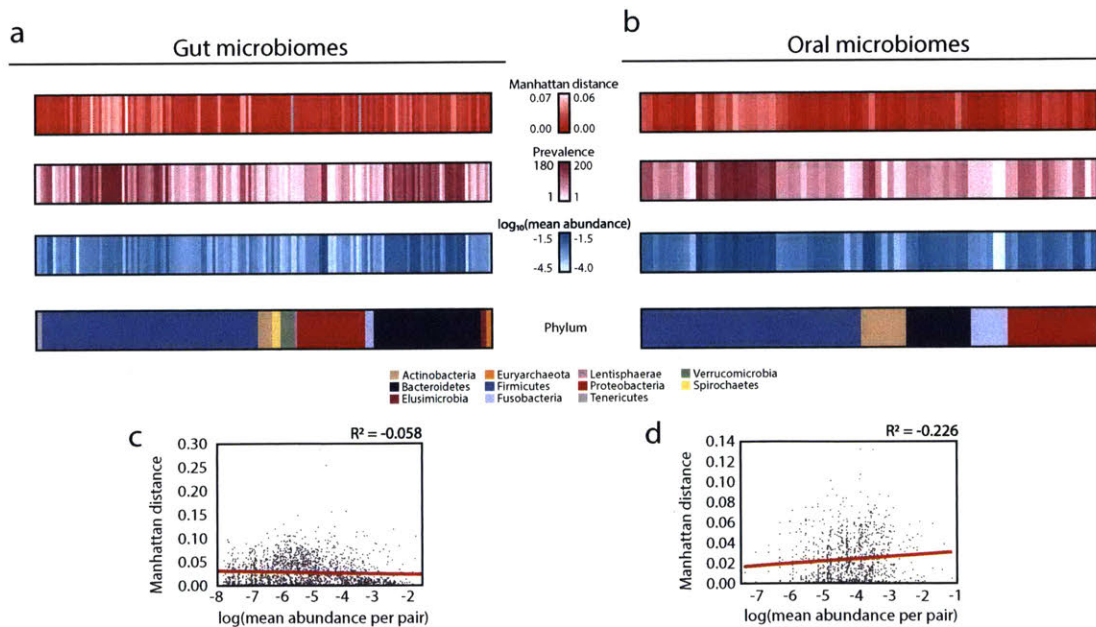 a
Gut microbiomes
b
Oral microbiomes
Manhattan distance
0.07 0.06
0.00 0.00
Prevalence
180 200
1 1
log₁₀(mean abundance)
-1.5 -1.5
-4.5 -4.0
Phylum
Actinobacteria Euryarchaeota Lentisphaerae Verrucomicrobia
Bacteroidetes Firmicutes Proteobacteria Spirochaetes
Elusimicrobia Fusobacteria Tenericutes
c
R² = -0.058
Manhattan distance
0.30
0.25
0.20
0.15
0.10
0.05
0.00
-8 -7 -6 -5 -4 -3 -2
log(mean abundance per pair)
d
R² = -0.226
Manhattan distance
0.14
0.12
0.10
0.08
0.06
0.04
0.02
0.00
-7 -6 -5 -4 -3 -2 -1
log(mean abundance per pair)